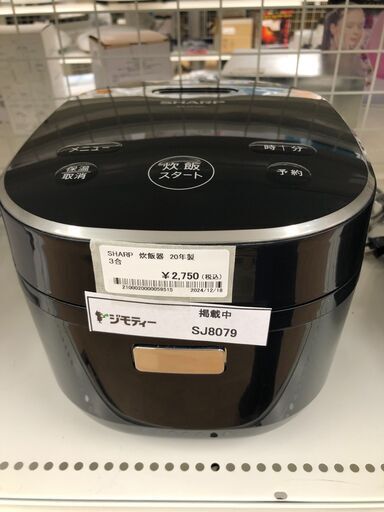 SHARP
メニュー
時｜分
保温
取消
炊飯
スタート
予約
SHARP 炊飯器 20年製
3合
￥2,750(税込)
2100020000059515 2024/12/18
ジモティー
掲載中
SJ8079